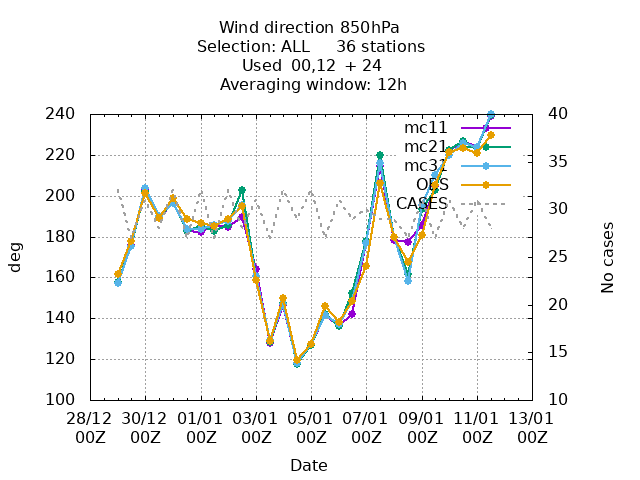 Wind direction 850hPa
Selection: ALL 36 stations
Used 00,12 + 24
Averaging window: 12h
240 40
mc11
mc21
220 35
mc31
OBS
200 30
CASES
180
25
deg
No cases
160
20
140
15
120
100 10
28/12 30/12 01/01 03/01 05/01 07/01 09/01 11/01 13/01
00Z 00Z 00Z 00Z 00Z 00Z 00Z 00Z 00Z
Date